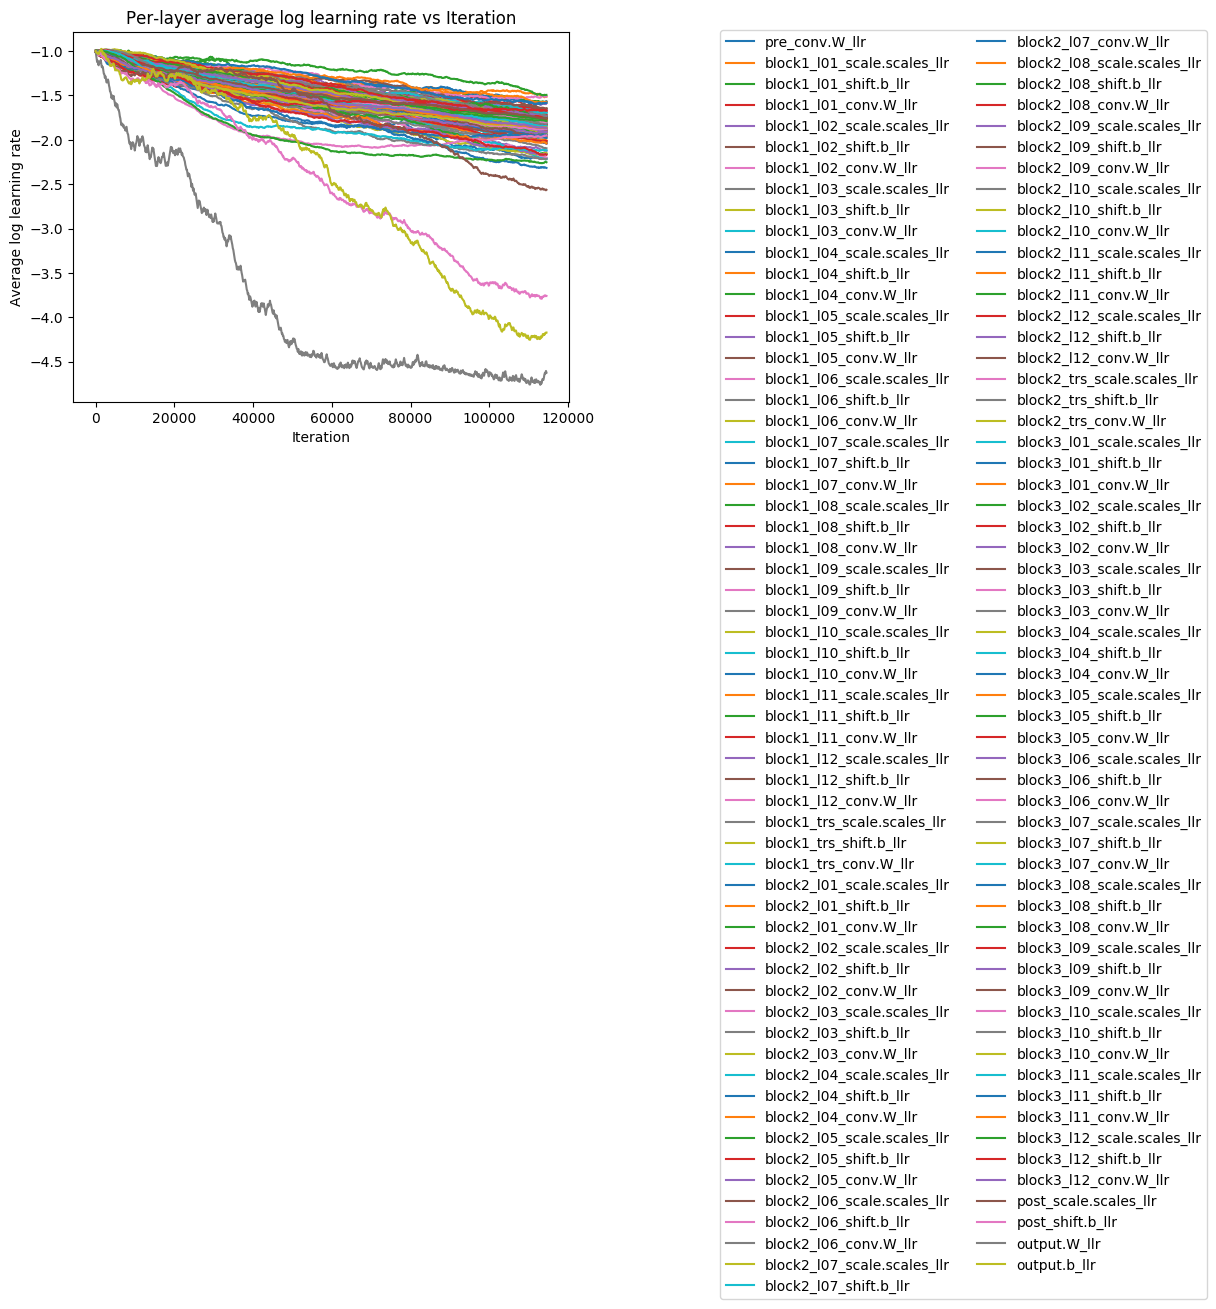 Per-layer average log learning rate vs Iteration
Average log learning rate
−1.0
−1.5
−2.0
−2.5
−3.0
−3.5
−4.0
−4.5
0 20000 40000 60000 80000 100000 120000
Iteration
pre_conv.W_llr
block1_l01_scale.scales_llr
block1_l01_shift.b_llr
block1_l01_conv.W_llr
block1_l02_scale.scales_llr
block1_l02_shift.b_llr
block1_l02_conv.W_llr
block1_l03_scale.scales_llr
block1_l03_shift.b_llr
block1_l03_conv.W_llr
block1_l04_scale.scales_llr
block1_l04_shift.b_llr
block1_l04_conv.W_llr
block1_l05_scale.scales_llr
block1_l05_shift.b_llr
block1_l05_conv.W_llr
block1_l06_scale.scales_llr
block1_l06_shift.b_llr
block1_l06_conv.W_llr
block1_l07_scale.scales_llr
block1_l07_shift.b_llr
block1_l07_conv.W_llr
block1_l08_scale.scales_llr
block1_l08_shift.b_llr
block1_l08_conv.W_llr
block1_l09_scale.scales_llr
block1_l09_shift.b_llr
block1_l09_conv.W_llr
block1_l10_scale.scales_llr
block1_l10_shift.b_llr
block1_l10_conv.W_llr
block1_l11_scale.scales_llr
block1_l11_shift.b_llr
block1_l11_conv.W_llr
block1_l12_scale.scales_llr
block1_l12_shift.b_llr
block1_l12_conv.W_llr
block1_trs_scale.scales_llr
block1_trs_shift.b_llr
block1_trs_conv.W_llr
block2_l01_scale.scales_llr
block2_l01_shift.b_llr
block2_l01_conv.W_llr
block2_l02_scale.scales_llr
block2_l02_shift.b_llr
block2_l02_conv.W_llr
block2_l03_scale.scales_llr
block2_l03_shift.b_llr
block2_l03_conv.W_llr
block2_l04_scale.scales_llr
block2_l04_shift.b_llr
block2_l04_conv.W_llr
block2_l05_scale.scales_llr
block2_l05_shift.b_llr
block2_l05_conv.W_llr
block2_l06_scale.scales_llr
block2_l06_shift.b_llr
block2_l06_conv.W_llr
block2_l07_scale.scales_llr
block2_l07_shift.b_llr
block2_l07_conv.W_llr
block2_l08_scale.scales_llr
block2_l08_shift.b_llr
block2_l08_conv.W_llr
block2_l09_scale.scales_llr
block2_l09_shift.b_llr
block2_l09_conv.W_llr
block2_l10_scale.scales_llr
block2_l10_shift.b_llr
block2_l10_conv.W_llr
block2_l11_scale.scales_llr
block2_l11_shift.b_llr
block2_l11_conv.W_llr
block2_l12_scale.scales_llr
block2_l12_shift.b_llr
block2_l12_conv.W_llr
block2_trs_scale.scales_llr
block2_trs_shift.b_llr
block2_trs_conv.W_llr
block3_l01_scale.scales_llr
block3_l01_shift.b_llr
block3_l01_conv.W_llr
block3_l02_scale.scales_llr
block3_l02_shift.b_llr
block3_l02_conv.W_llr
block3_l03_scale.scales_llr
block3_l03_shift.b_llr
block3_l03_conv.W_llr
block3_l04_scale.scales_llr
block3_l04_shift.b_llr
block3_l04_conv.W_llr
block3_l05_scale.scales_llr
block3_l05_shift.b_llr
block3_l05_conv.W_llr
block3_l06_scale.scales_llr
block3_l06_shift.b_llr
block3_l06_conv.W_llr
block3_l07_scale.scales_llr
block3_l07_shift.b_llr
block3_l07_conv.W_llr
block3_l08_scale.scales_llr
block3_l08_shift.b_llr
block3_l08_conv.W_llr
block3_l09_scale.scales_llr
block3_l09_shift.b_llr
block3_l09_conv.W_llr
block3_l10_scale.scales_llr
block3_l10_shift.b_llr
block3_l10_conv.W_llr
block3_l11_scale.scales_llr
block3_l11_shift.b_llr
block3_l11_conv.W_llr
block3_l12_scale.scales_llr
block3_l12_shift.b_llr
block3_l12_conv.W_llr
post_scale.scales_llr
post_shift.b_llr
output.W_llr
output.b_llr